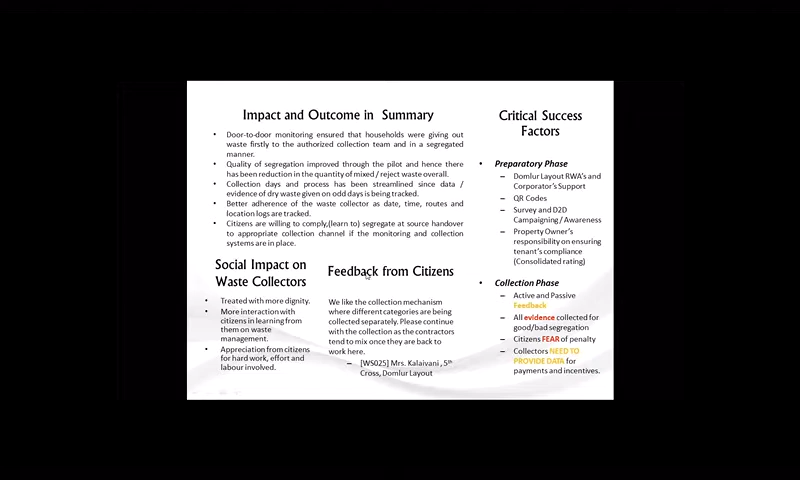 Impact and Outcome in Summary
• Door-to-door monitoring ensured that households were giving out
waste firstly to the authorized collection team and in a segregated
manner.
• Quality of segregation improved through the pilot and hence there
has been reduction in the quantity of mixed / reject waste overall.
• Collection days and process has been streamlined since data /
evidence of dry waste given on odd days is being tracked.
• Better adherence of the waste collector as date, time, routes and
location logs are tracked.
• Citizens are willing to comply,(learn to) segregate at source handover
to appropriate collection channel if the monitoring and collection
systems are in place.
Social Impact on
Waste Collectors
• Treated with more dignity.
• More interaction with
citizens in learning from
them on waste
management.
• Appreciation from citizens
for hard work, effort and
labour involved.
Feedback from Citizens
We like the collection mechanism
where different categories are being
collected separately. Please continue
with the collection as the contractors
tend to mix once they are back to
work here.
– [WS025] Mrs. Kalaivani, 5th
Cross, Domlur Layout
Critical Success
Factors
• Preparatory Phase
– Domlur Layout RWA's and
Corporator's Support
– QR Codes
– Survey and D2D
Campaigning / Awareness
– Property Owner's
responsibility on ensuring
tenant's compliance
(Consolidated rating)
• Collection Phase
– Active and Passive
Feedback
– All evidence collected for
good/bad segregation
– Citizens FEAR of penalty
– Collectors NEED TO
PROVIDE DATA for
payments and incentives.